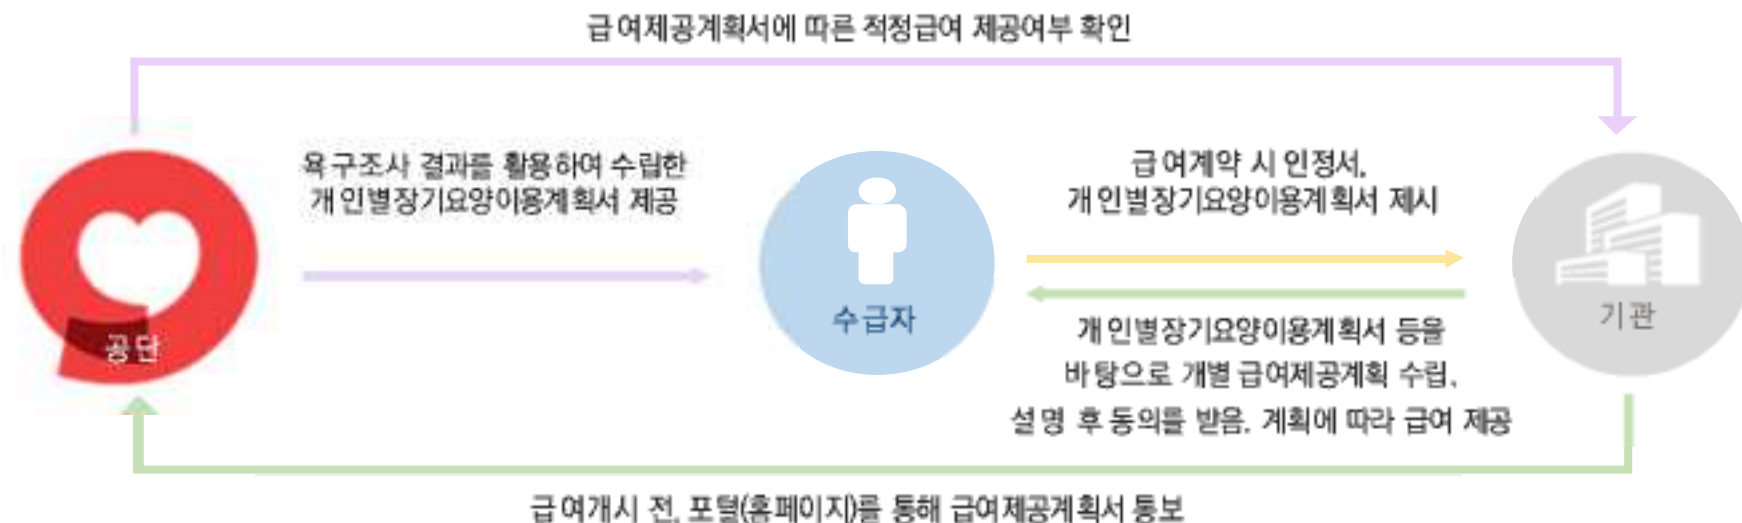 급여제공계획서에 따른 적정급여 제공여부 확인
욕구조사 결과를 활용하여 수립한
개인별장기요양이용계획서 제공
급여계약 시 인정서,
개인별장기요양이용계획서 제시
공단
수급자
기관
개인별장기요양이용계획서 등을
바탕으로 개별 급여제공계획 수립,
설명 후 동의를 받음. 계획에 따라 급여 제공
급여개시 전, 포털(홈페이지)를 통해 급여제공계획서 통보